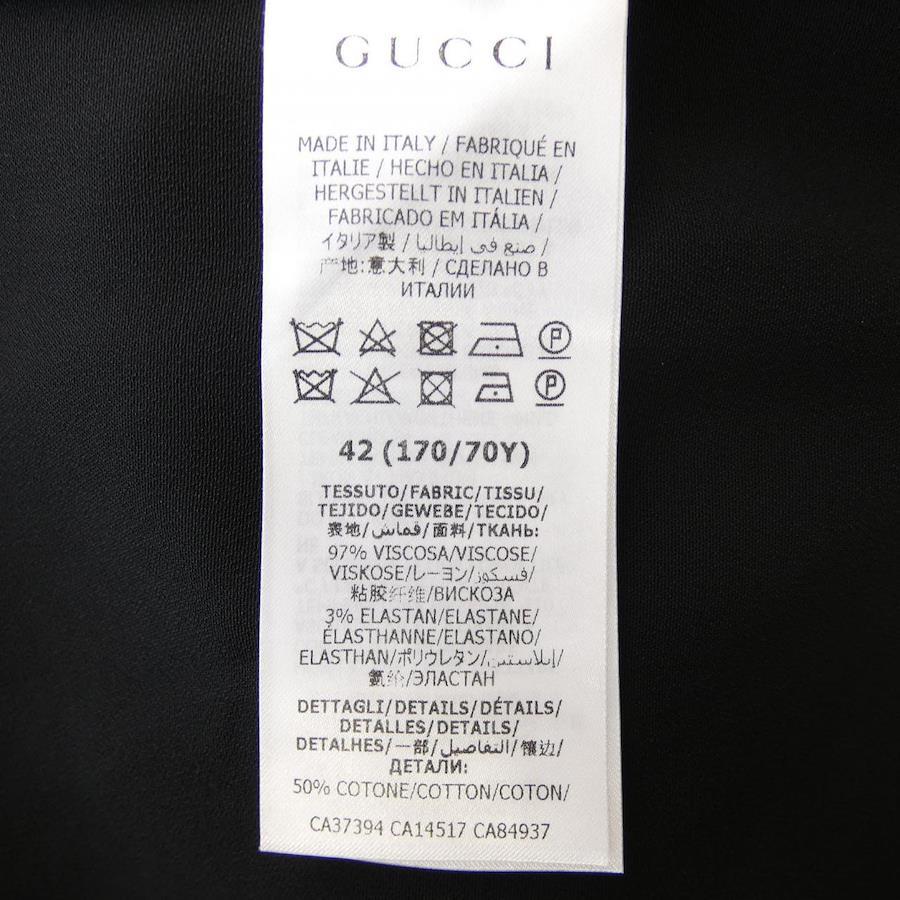 GUCCI
MADE IN ITALY / FABRIQUÉ EN
ITALIE / HECHO EN ITALIA /
HERGESTELLT IN ITALIEN /
FABRICADO EM ITÁLIA /
イタリア製 / صنع في إيطاليا /
产地:意大利 / СДЕЛАНО В
ИТАЛИИ
P
P
42 (170/70Y)
TESSUTO/FABRIC/TISSU/
TEJIDO/GEWEBE/TECIDO/
表地/قماش/面料/ТКАНЬ:
97% VISCOSA/VISCOSE/
VISKOSE/レーヨン/فسكوز/
粘胶纤维/ВИСКОЗА
3% ELASTAN/ELASTANE/
ÉLASTHANNE/ELASTANO/
ELASTHAN/ポリウレタン/إيلاستين/
氨纶/ЭЛАСТАН
DETTAGLI/DETAILS/DÉTAILS/
DETALLES/DETAILS/
DETALHES/一部/التفاصيل/镶边/
ДЕТАЛИ:
50% COTONE/COTTON/COTON/
CA37394 CA14517 CA84937